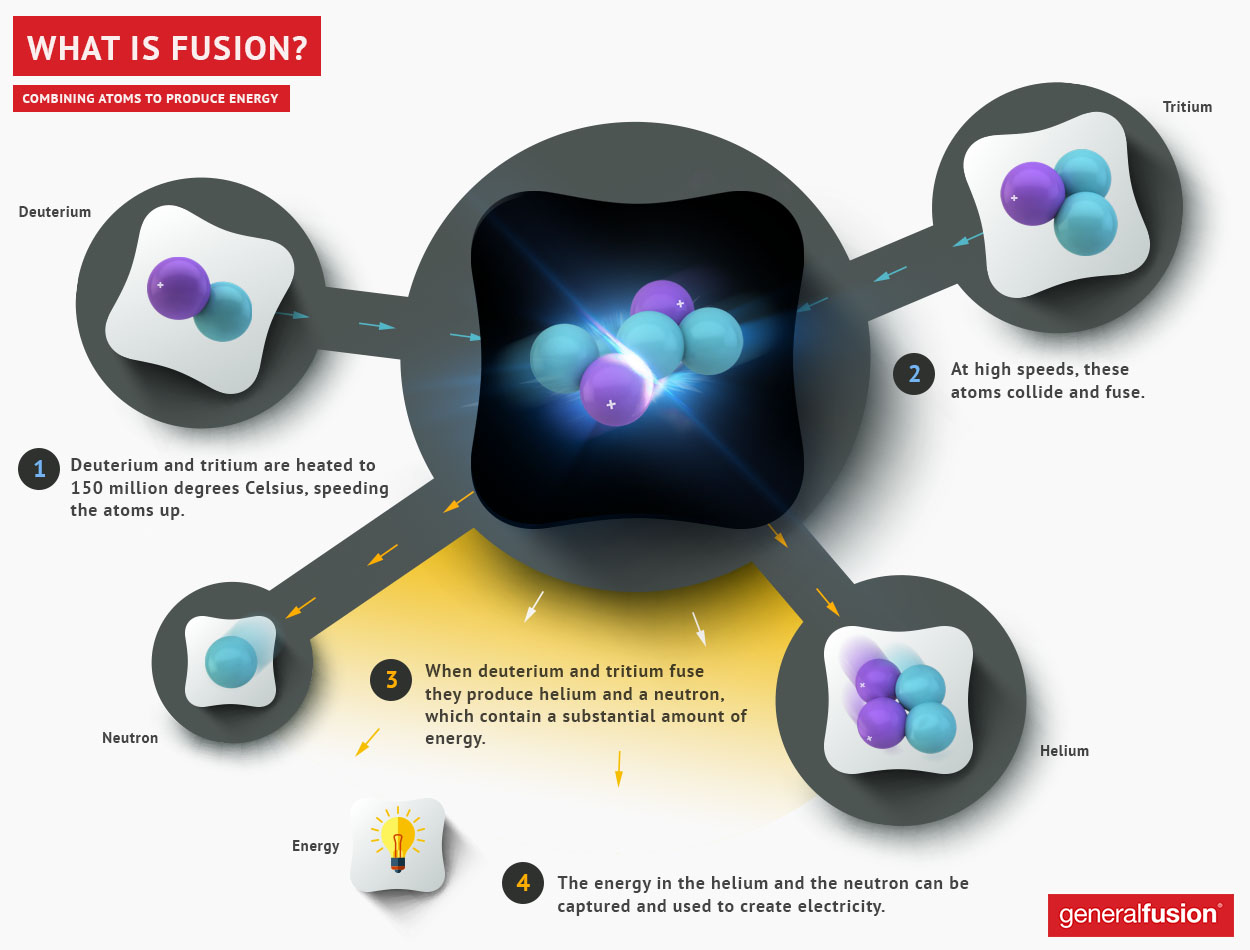 WHAT IS FUSION?
COMBINING ATOMS TO PRODUCE ENERGY
Tritium
Deuterium
+
+
+
+
2
At high speeds, these
atoms collide and fuse.
1
Deuterium and tritium are heated to
150 million degrees Celsius, speeding
the atoms up.
3
When deuterium and tritium fuse
they produce helium and a neutron,
which contain a substantial amount of
energy.
+
+
Neutron
Helium
Energy
4
The energy in the helium and the neutron can be
captured and used to create electricity.
generalfusion®